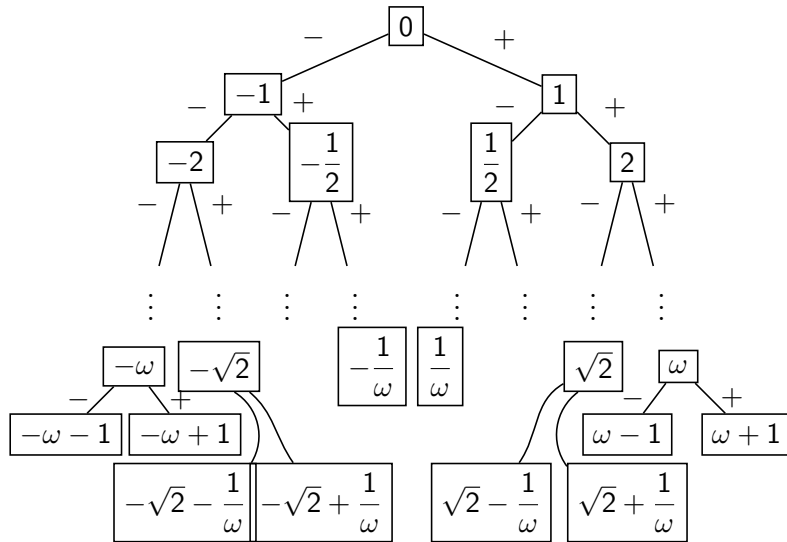 0
− +
−1 1
− + − +
−2 −1/2 1/2 2
− + − + − + − +
⋮ ⋮ ⋮ ⋮ ⋮ ⋮ ⋮ ⋮
−ω −√2 −1/ω 1/ω √2 ω
− + − +
−ω − 1 −ω + 1 ω − 1 ω + 1
−√2 − 1/ω −√2 + 1/ω √2 − 1/ω √2 + 1/ω